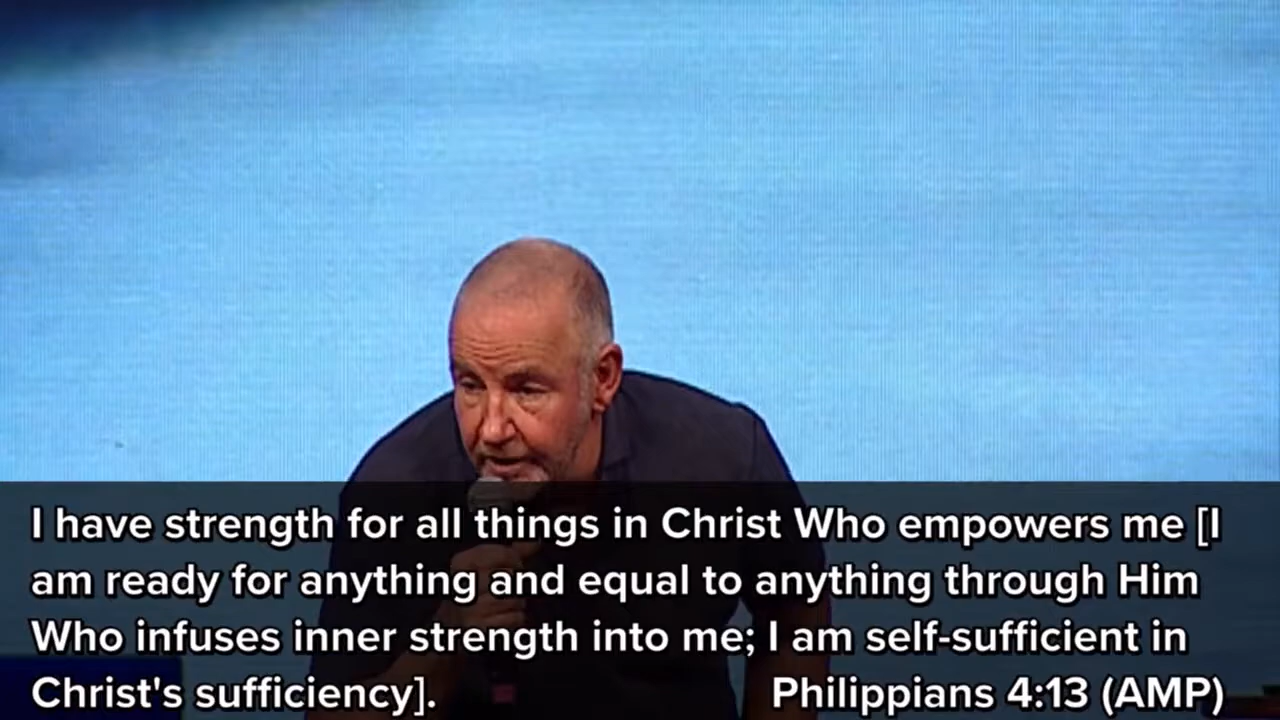 I have strength for all things in Christ Who empowers me [I
am ready for anything and equal to anything through Him
Who infuses inner strength into me; I am self-sufficient in
Christ's sufficiency]. Philippians 4:13 (AMP)